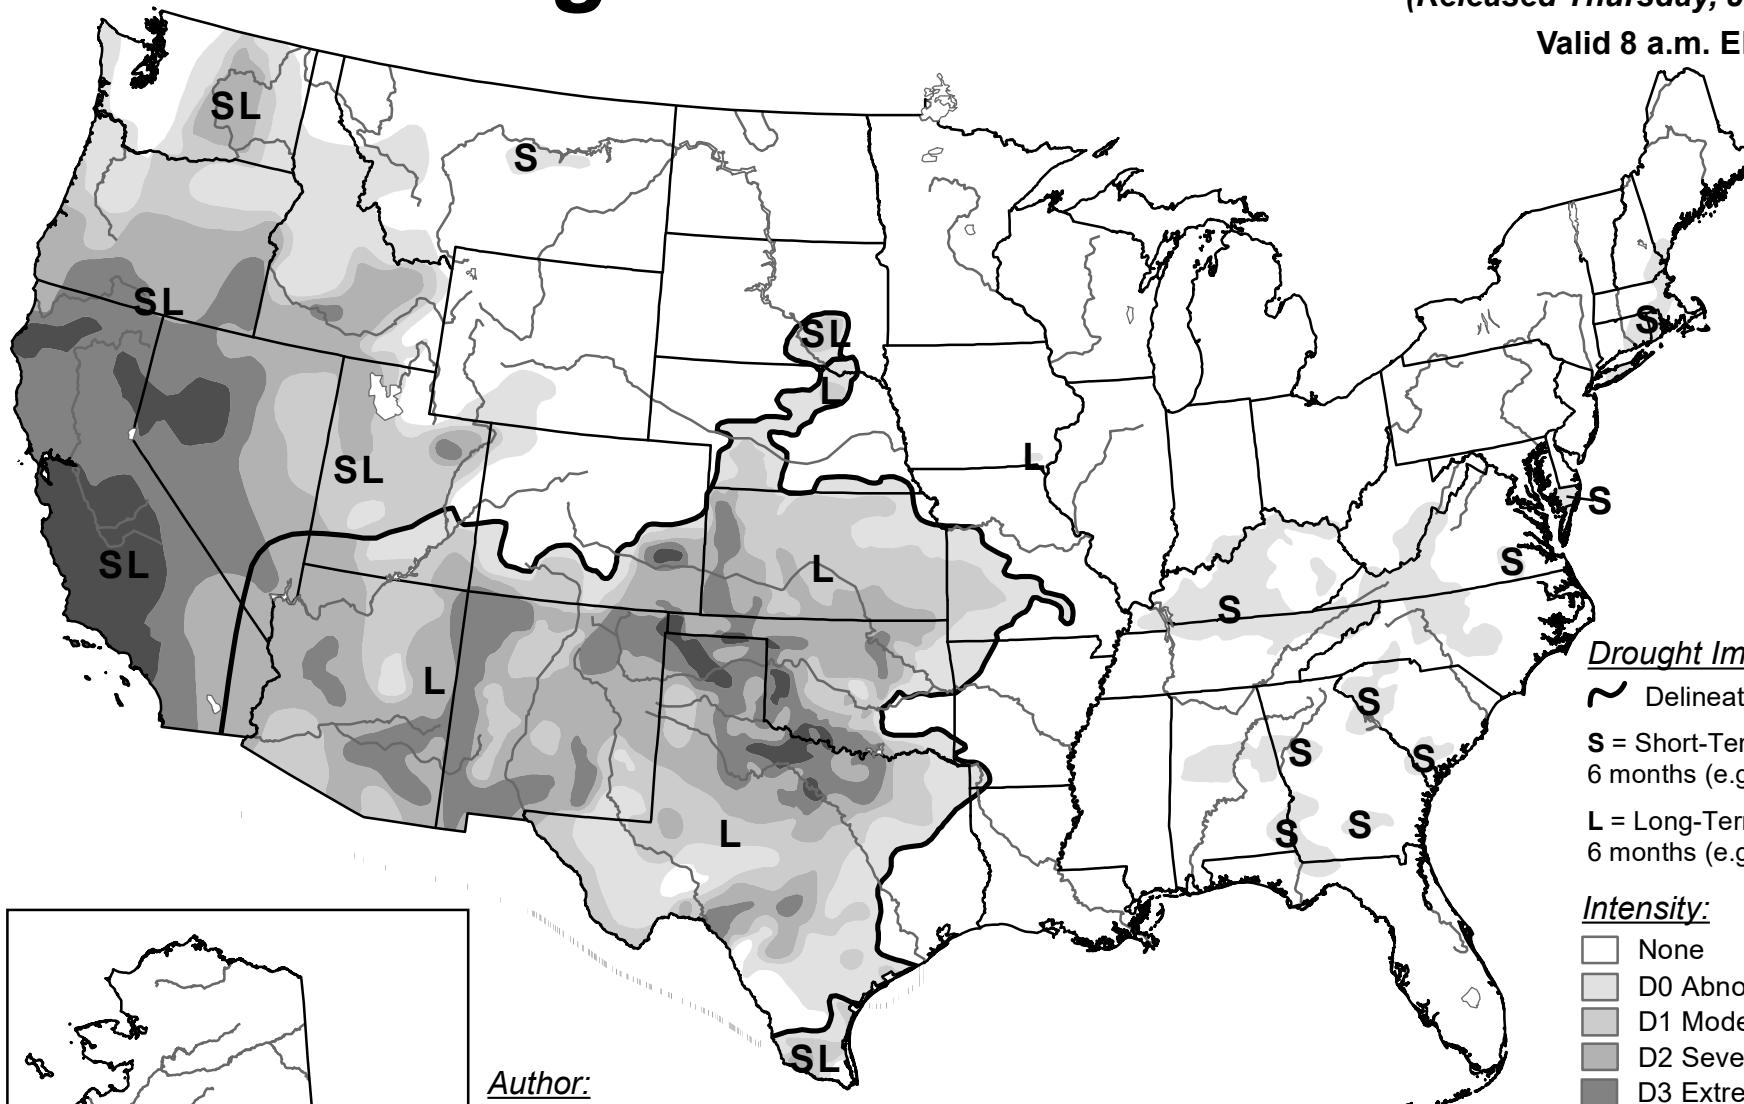 (Released Thursday, J
Valid 8 a.m. E
SL
S
SL
SL
S
L
L
SL
S
S
SL
L
S
L
S
S
S
L
S
S
SL
Drought Im
Delineat
S = Short-Ter
6 months (e.g
L = Long-Terr
6 months (e.g
Intensity:
None
D0 Abno
D1 Mode
D2 Seve
D3 Extre
Author: